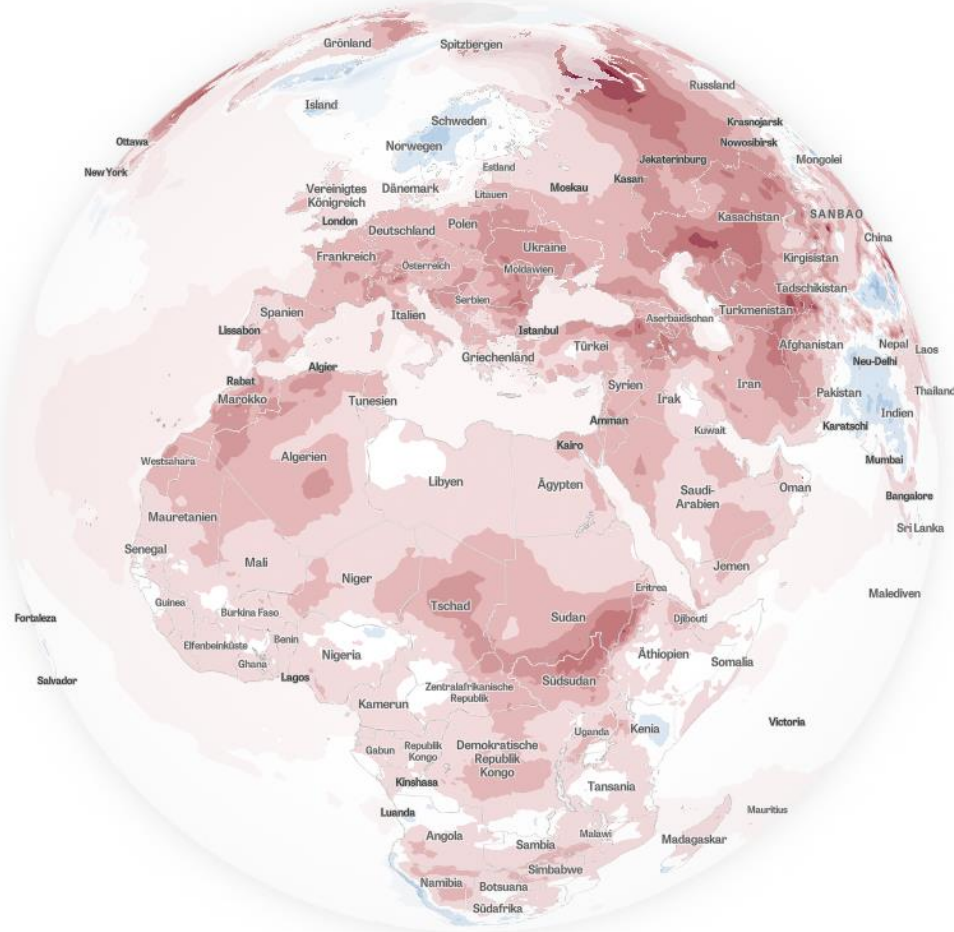 Grönland
Spitzbergen
Russland
Island
Schweden
Krasnojarsk
Ottawa
Norwegen
Nowosibirsk
Jekaterinburg
Mongolei
New York
Estland
Kasan
Vereinigtes
Königreich
Dänemark
Litauen
Moskau
London
Deutschland
Polen
Kasachstan
SANBAO
China
Frankreich
Österreich
Ukraine
Moldawien
Kirgisistan
Tadschikistan
Spanien
Italien
Serbien
Aserbaidschan
Turkmenistan
Lissabon
Istanbul
Türkei
Afghanistan
Nepal
Laos
Griechenland
Neu-Delhi
Algier
Rabat
Marokko
Tunesien
Syrien
Irak
Iran
Pakistan
Thailand
Indien
Amman
Kuwait
Karatschi
Kairo
Westsahara
Algerien
Libyen
Ägypten
Saudi-
Arabien
Oman
Mumbai
Bangalore
Mauretanien
Sri Lanka
Senegal
Mali
Niger
Jemen
Eritrea
Malediven
Guinea
Burkina Faso
Tschad
Sudan
Djibouti
Fortaleza
Elfenbeinküste
Benin
Ghana
Nigeria
Äthiopien
Somalia
Salvador
Lagos
Zentralafrikanische
Republik
Südsudan
Kamerun
Victoria
Uganda
Kenia
Gabun
Republik
Kongo
Demokratische
Republik
Kongo
Kinshasa
Tansania
Luanda
Mauritius
Angola
Sambia
Malawi
Madagaskar
Simbabwe
Namibia
Botsuana
Südafrika